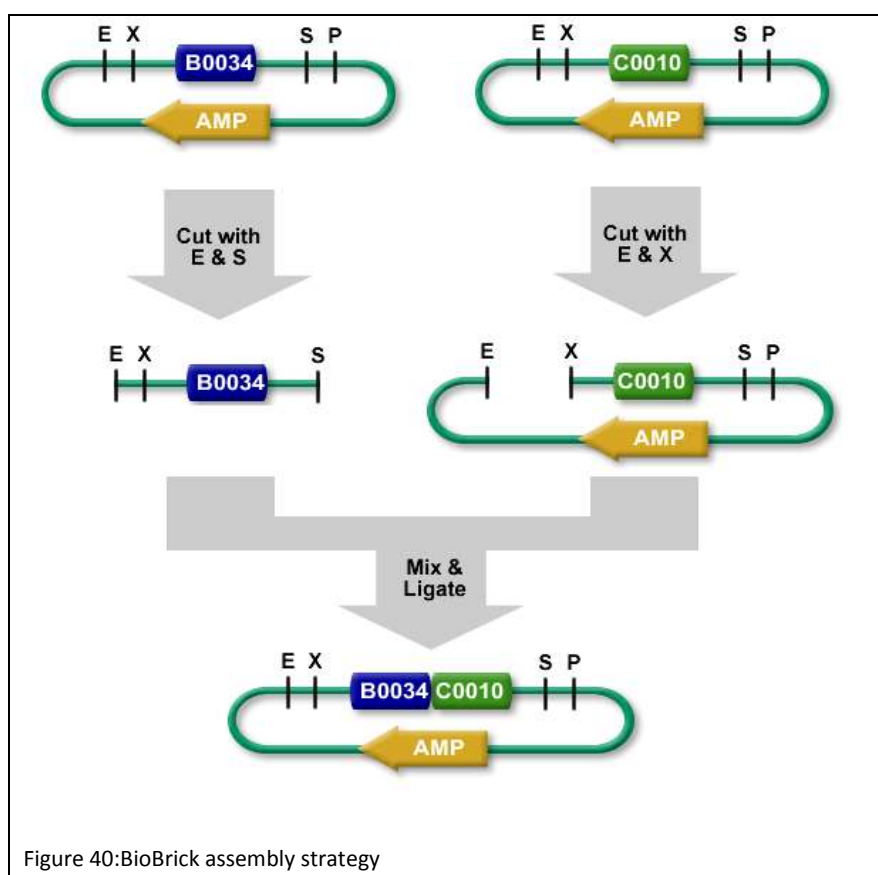 E X S P
B0034
AMP
E X S P
C0010
AMP
Cut with
E & S
Cut with
E & X
E X S
B0034
E X S P
C0010
AMP
Mix &
Ligate
E X S P
B0034 C0010
AMP
Figure 40:BioBrick assembly strategy